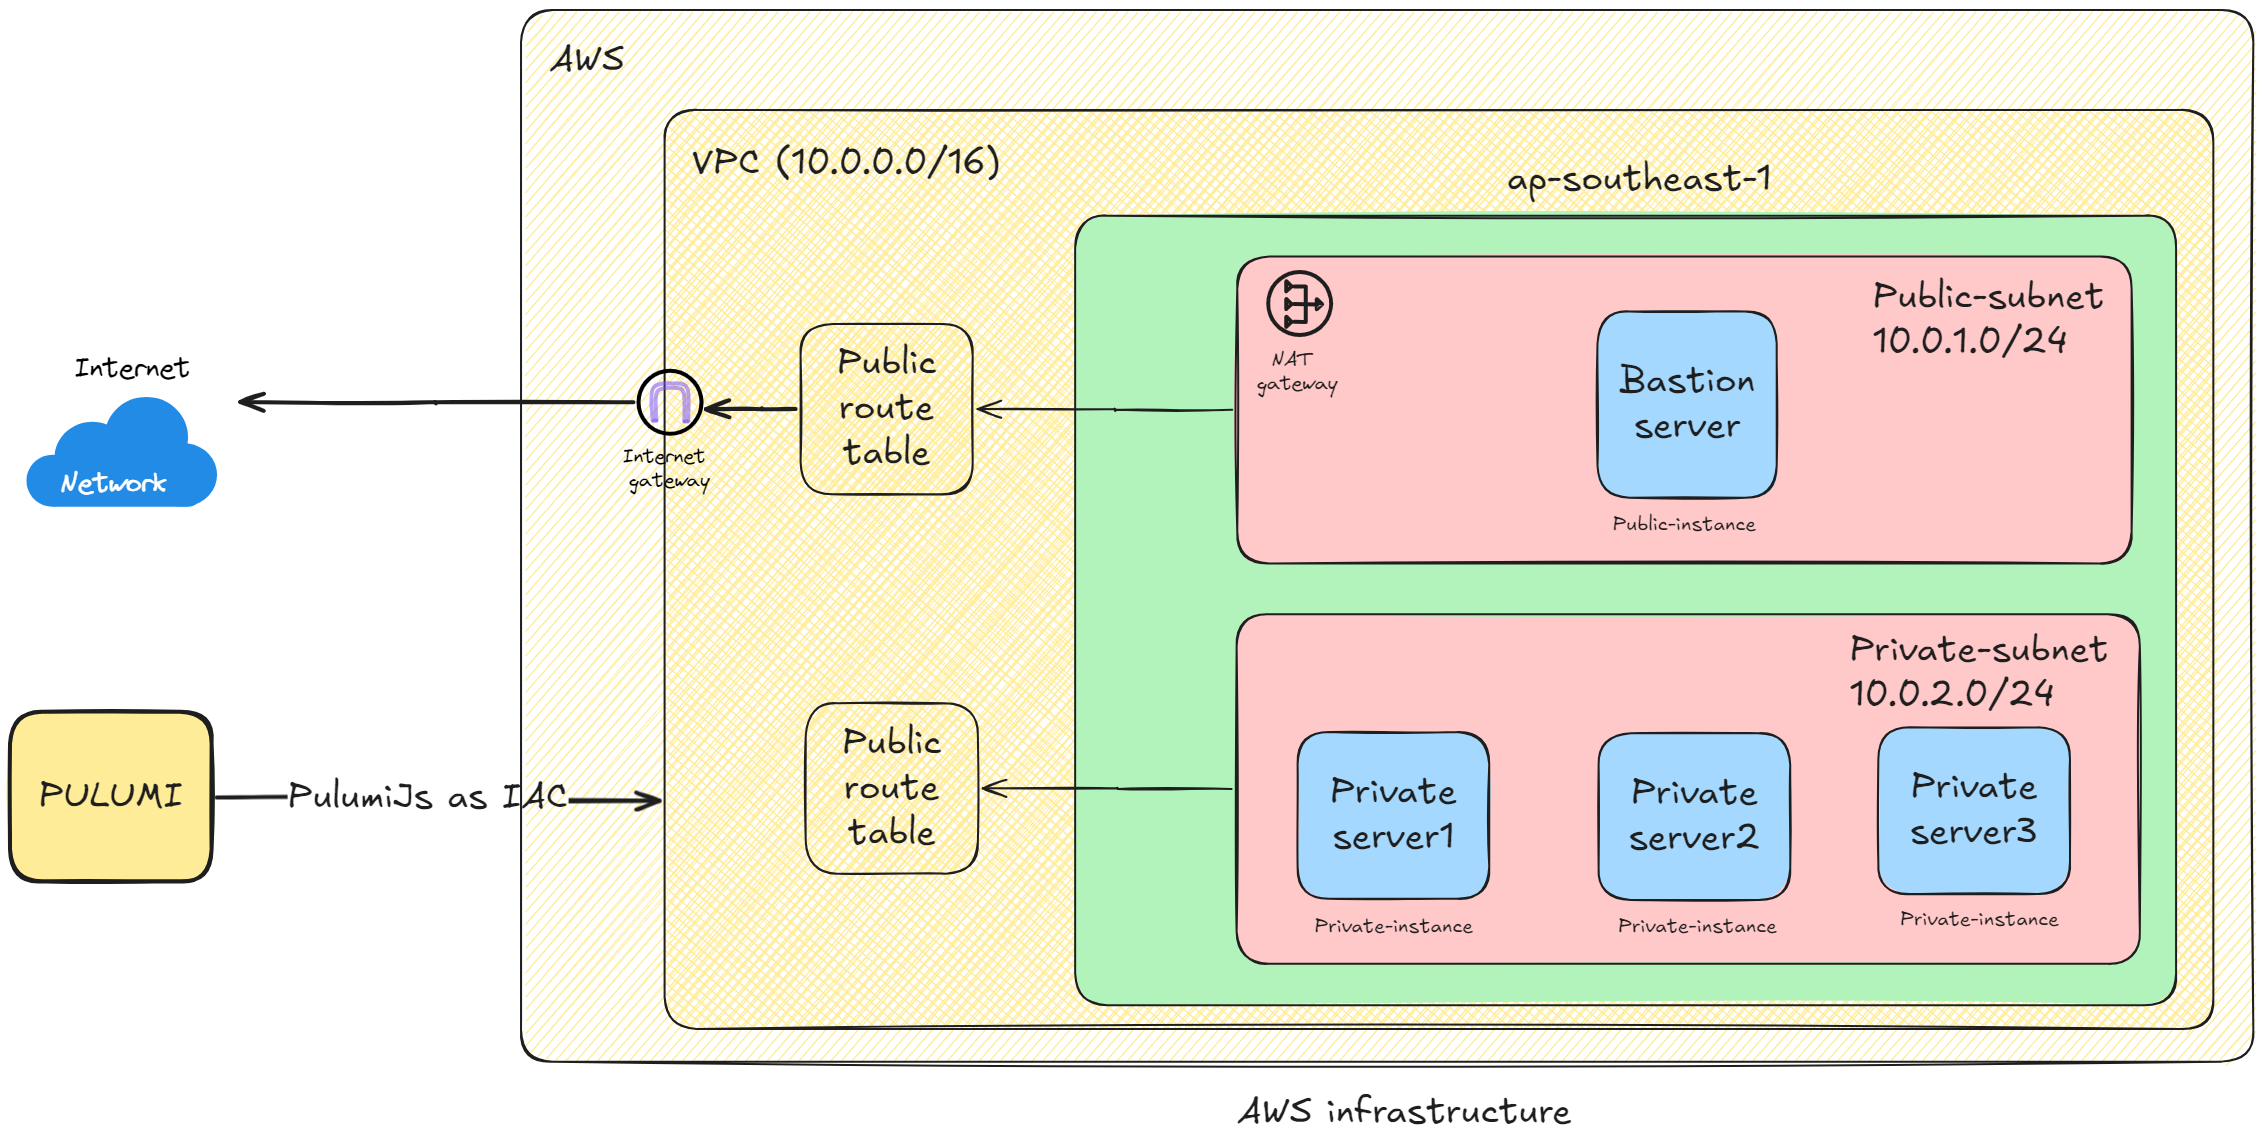 AWS
VPC (10.0.0.0/16)
ap-southeast-1
Public-subnet
10.0.1.0/24
NAT
gateway
Bastion
server
Public-instance
Public
route
table
Internet
gateway
Internet
Network
Private-subnet
10.0.2.0/24
Private
server1
Private-instance
Private
server2
Private-instance
Private
server3
Private-instance
Public
route
table
PULUMI
PulumiJs as IAC
AWS infrastructure